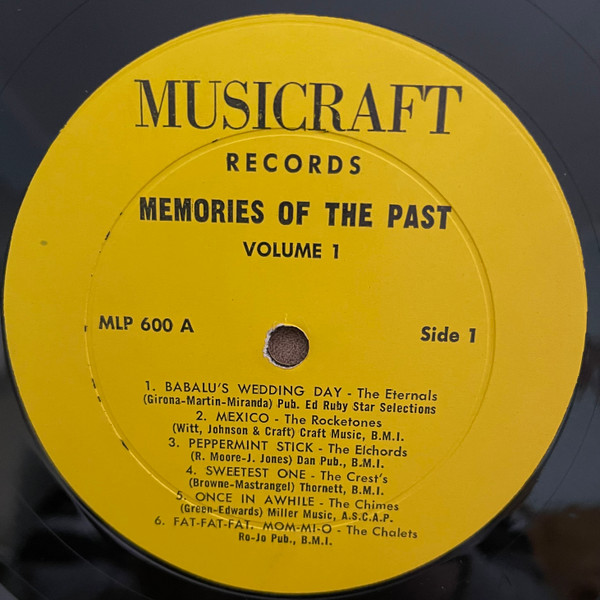 MUSICRAFT
RECORDS
MEMORIES OF THE PAST
VOLUME 1
MLP 600 A
Side 1
1. BABALU'S WEDDING DAY - The Eternals
(Girona-Martin-Miranda) Pub. Ed Ruby Star Selections
2. MEXICO - The Rocketones
(Witt, Johnson & Craft) Craft Music, B.M.I.
3. PEPPERMINT STICK - The Elchords
(R. Moore-J. Jones) Dan Pub., B.M.I.
4. SWEETEST ONE - The Crest's
(Browne-Mastrangel) Thornett, B.M.I.
5. ONCE IN AWHILE - The Chimes
(Green-Edwards) Miller Music, A.S.C.A.P.
6. FAT-FAT-FAT, MOM-MI-O - The Chalets
Ro-Jo Pub., B.M.I.